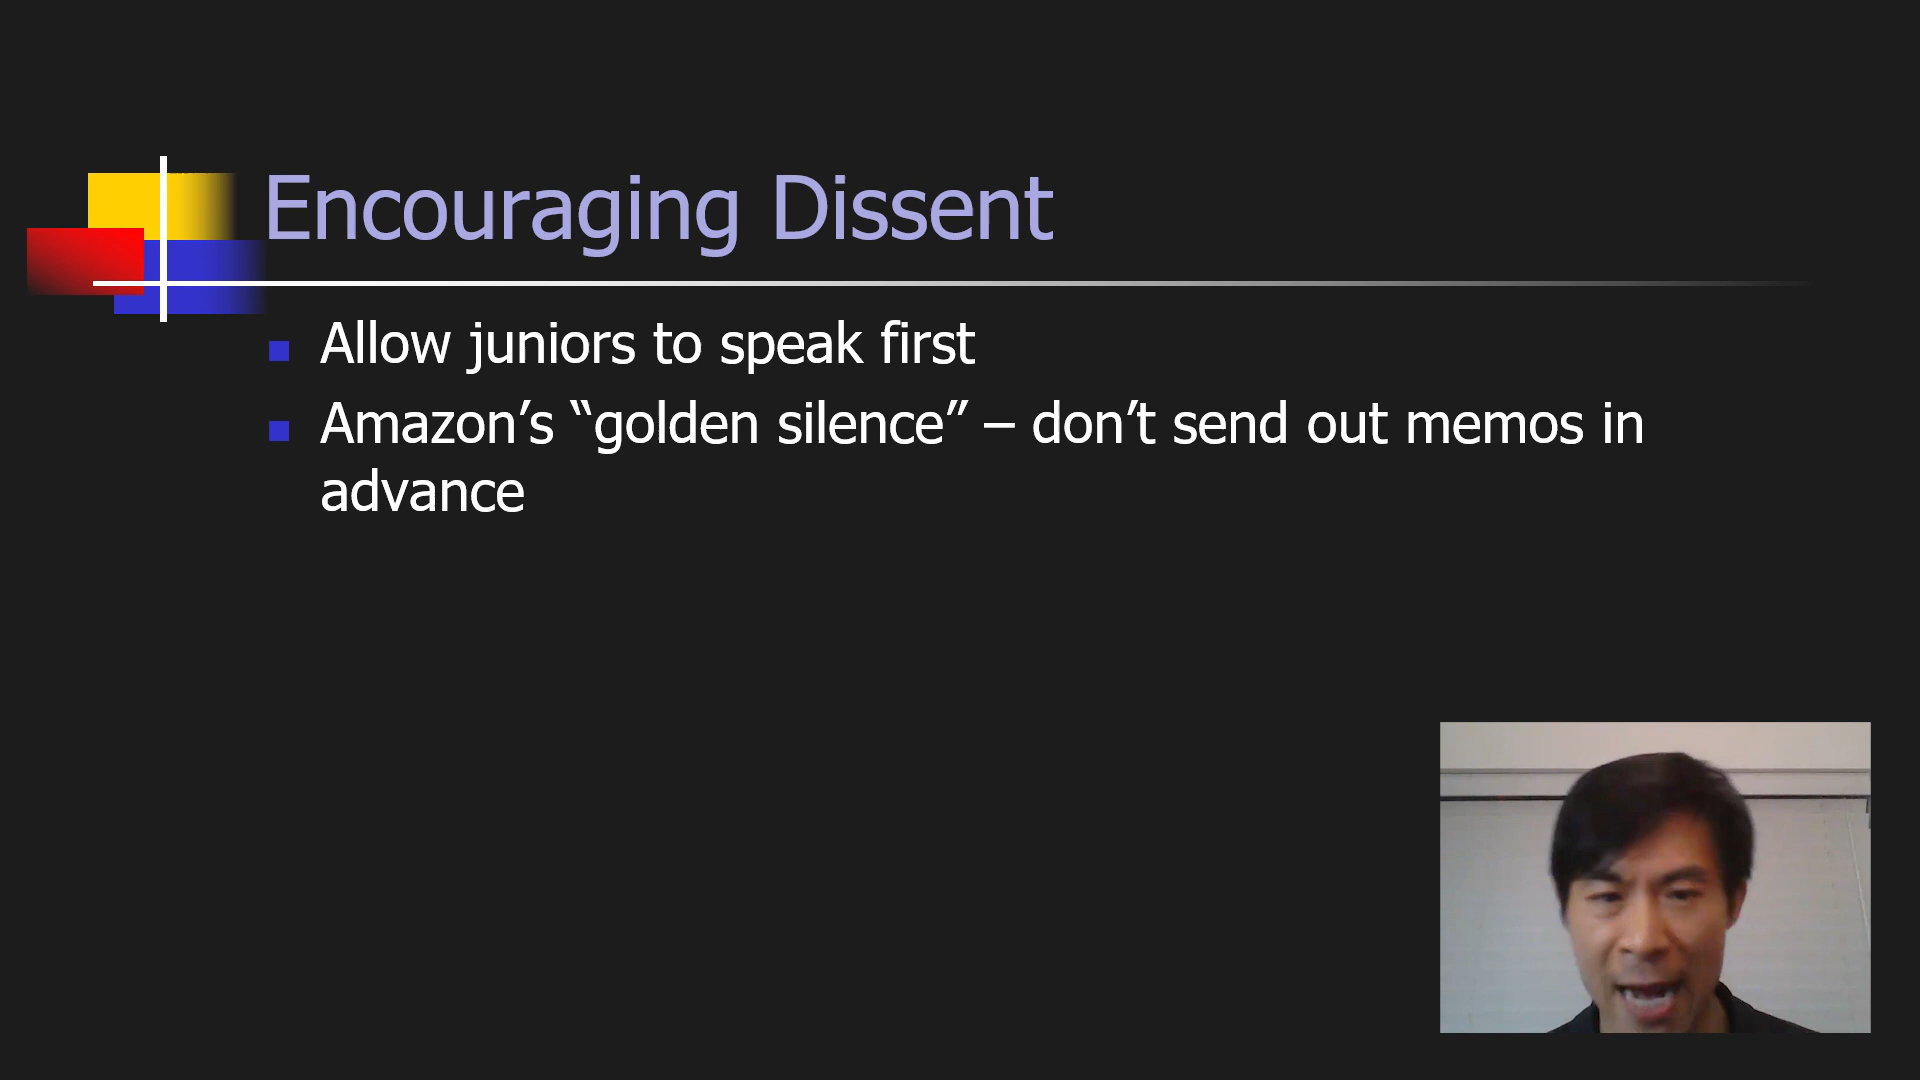 Encouraging Dissent
Allow juniors to speak first
Amazon’s “golden silence” – don’t send out memos in
advance